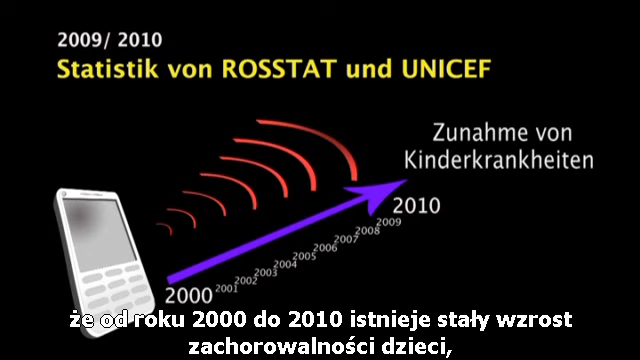 2009/ 2010
Statistik von ROSSTAT und UNICEF
Zunahme von
Kinderkrankheiten
2010
2009
2008
2007
2006
2005
2004
2003
2002
2001
2000
że od roku 2000 do 2010 istnieje stały wzrost
zachorowalności dzieci,